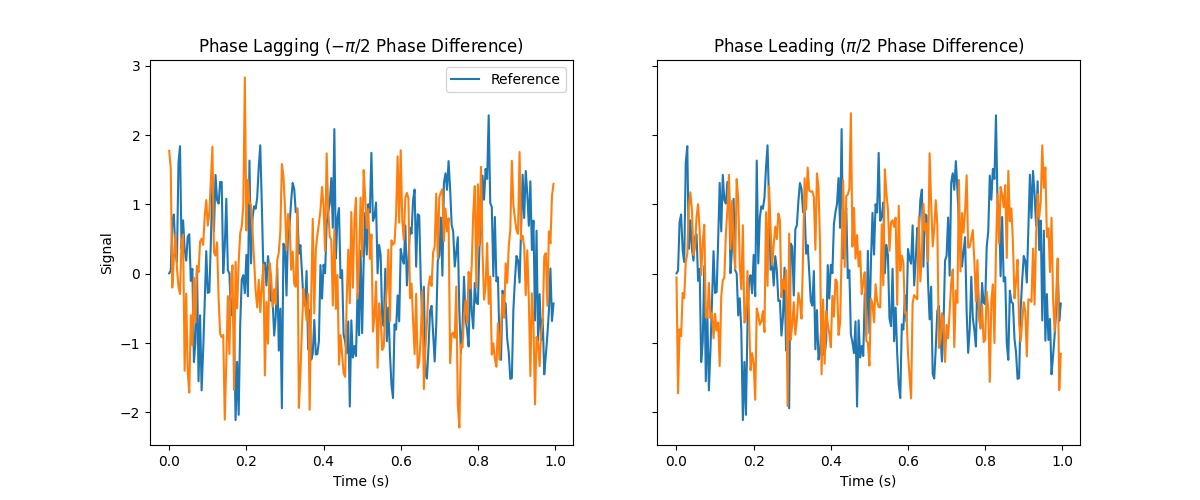 Phase Lagging (−π/2 Phase Difference)
Phase Leading (π/2 Phase Difference)
Reference
3
2
1
0
−1
−2
Signal
0.0 0.2 0.4 0.6 0.8 1.0
0.0 0.2 0.4 0.6 0.8 1.0
Time (s)
Time (s)